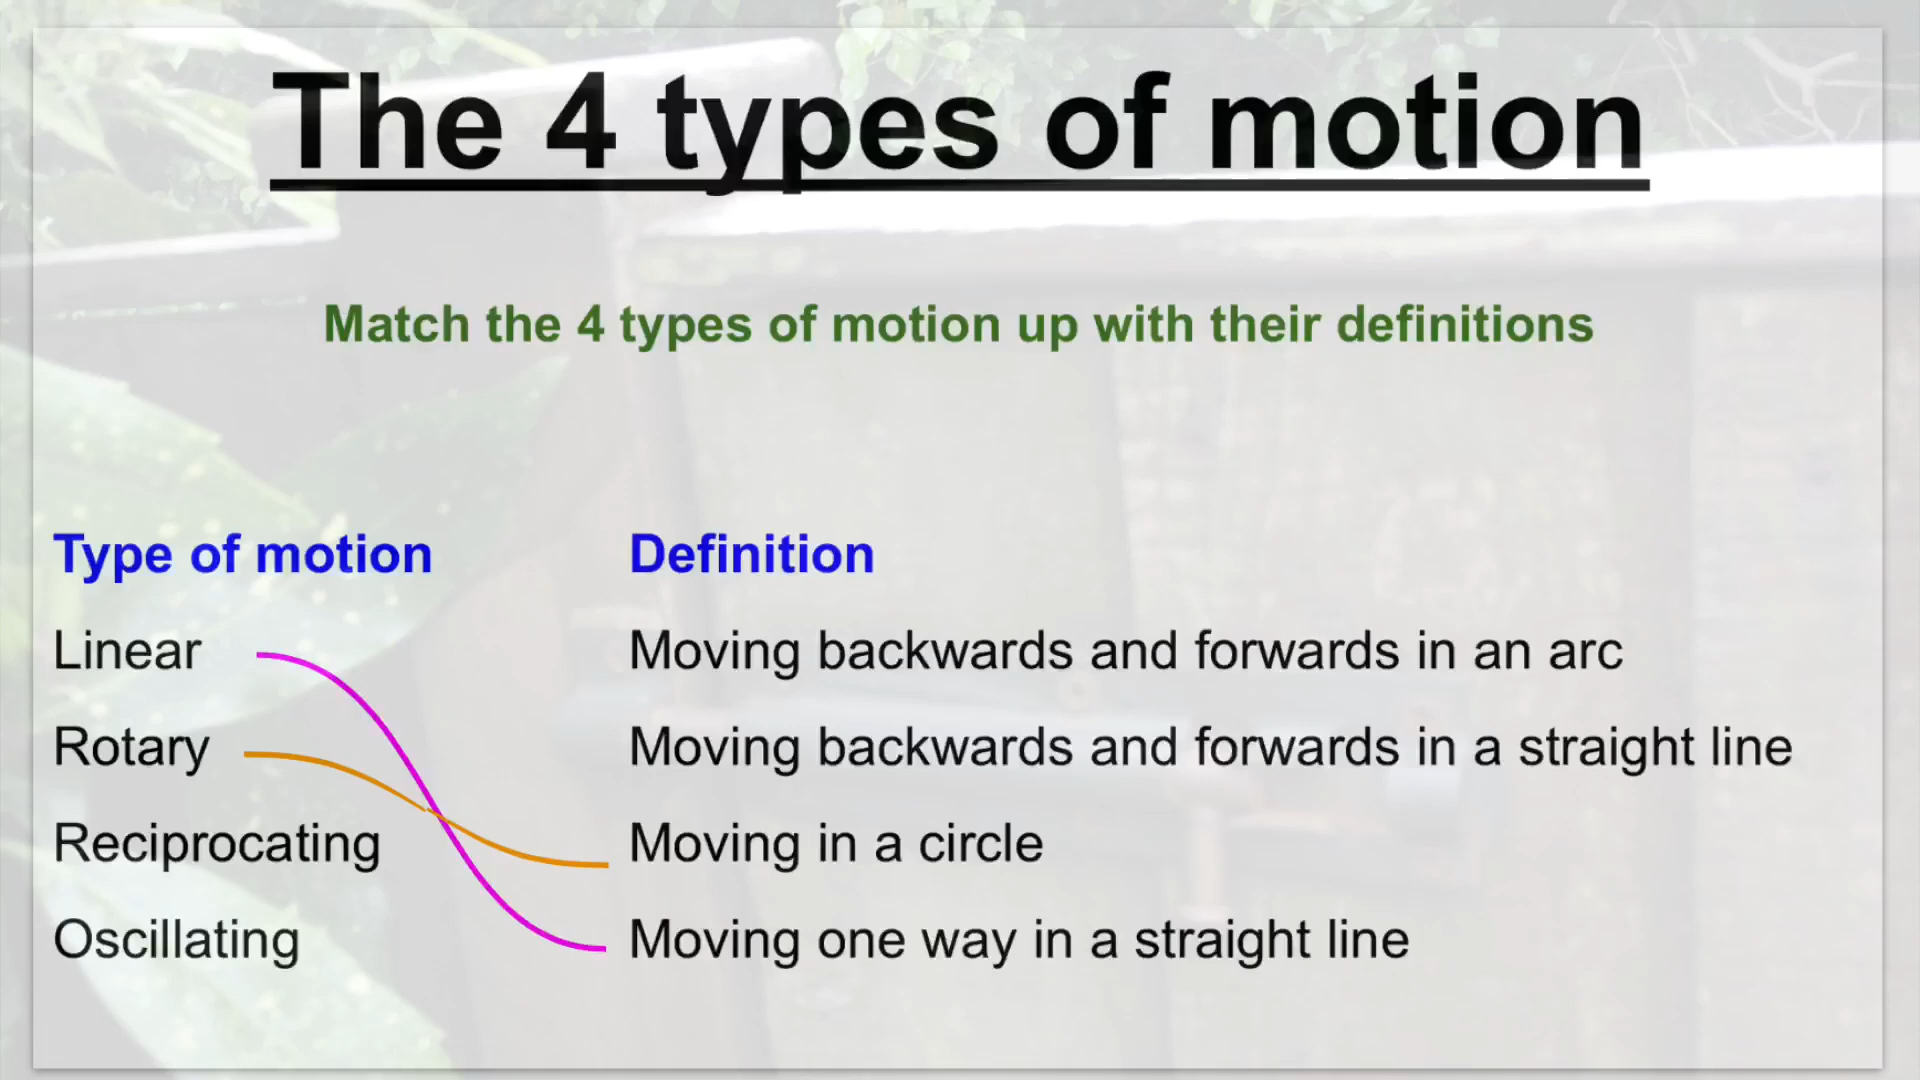 The 4 types of motion
Match the 4 types of motion up with their definitions
Type of motion
Definition
Linear
Moving backwards and forwards in an arc
Rotary
Moving backwards and forwards in a straight line
Reciprocating
Moving in a circle
Oscillating
Moving one way in a straight line